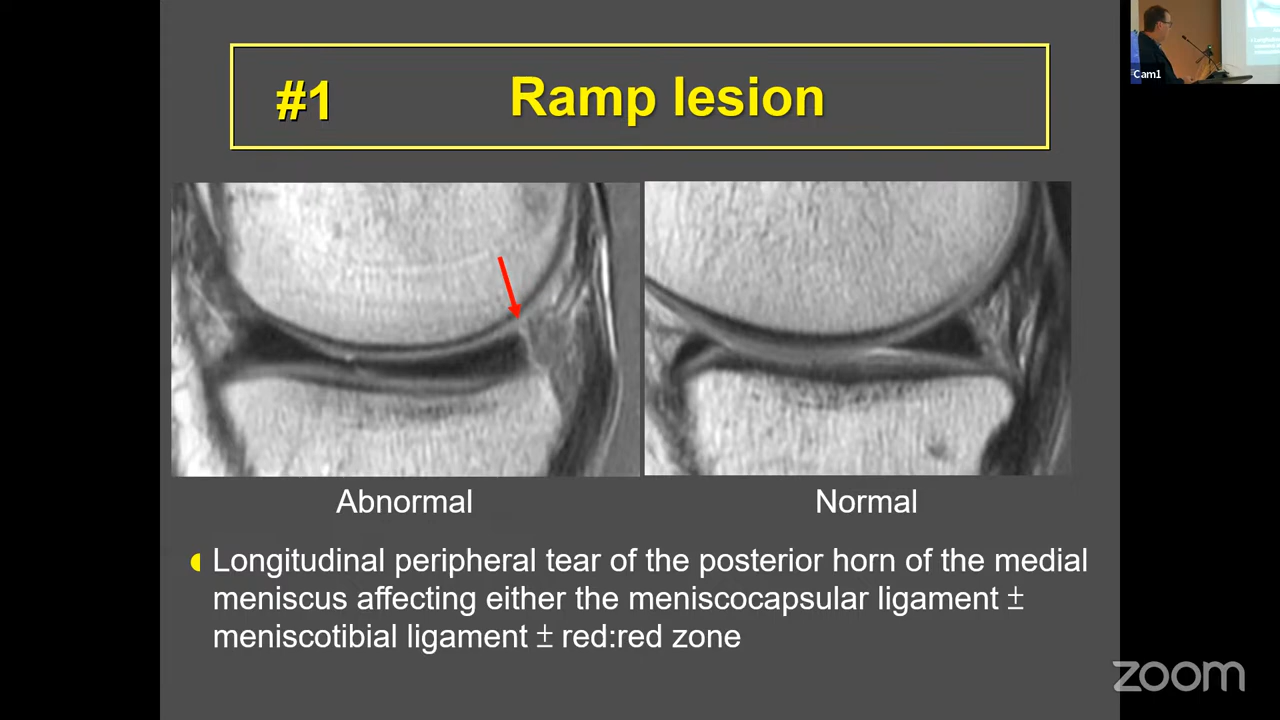 #1 Ramp lesion
Cam1
Abnormal
Normal
Longitudinal peripheral tear of the posterior horn of the medial
meniscus affecting either the meniscocapsular ligament ±
meniscotibial ligament ± red:red zone
zoom